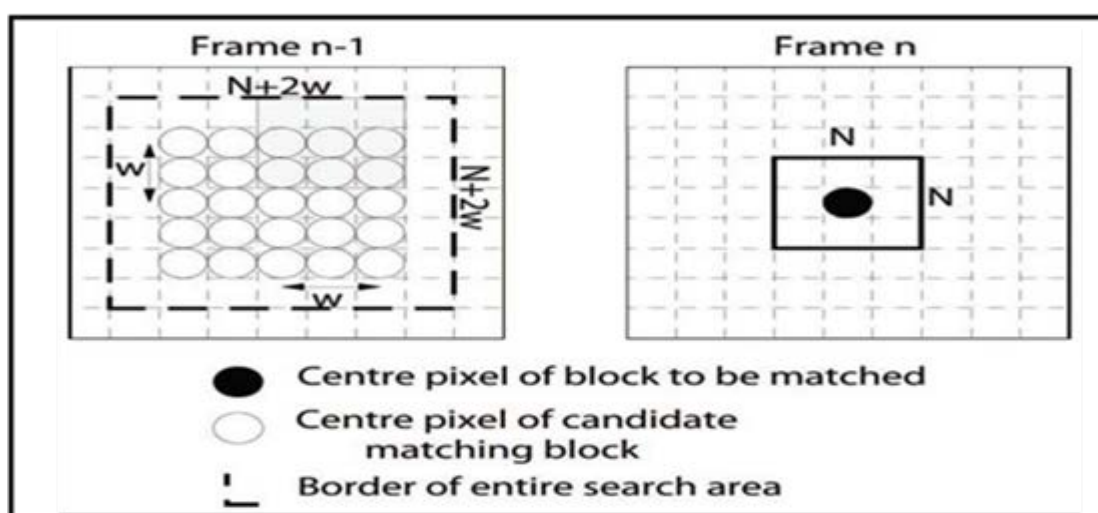 Frame n-1
Frame n
N+2w
w
N+2w
w
N
N
Centre pixel of block to be matched
Centre pixel of candidate
matching block
Border of entire search area